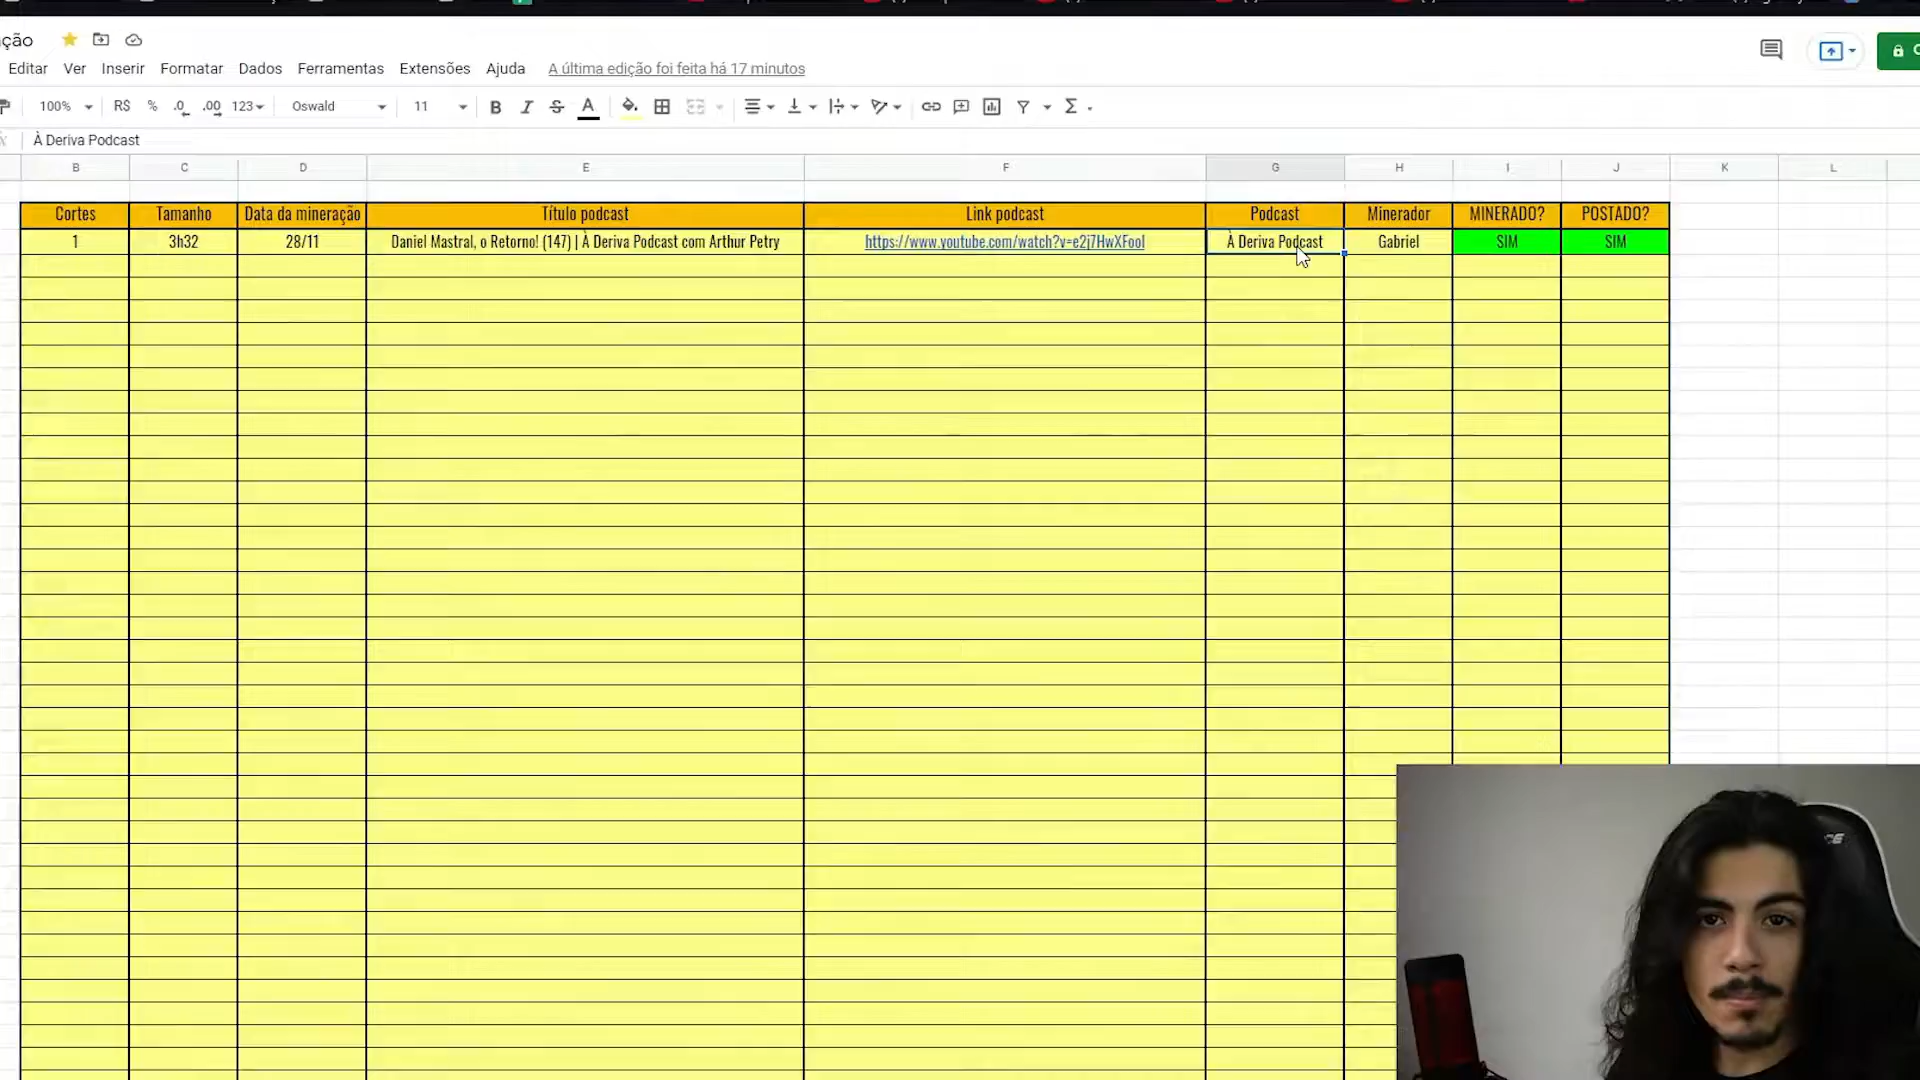 ção
Editar Ver Inserir Formatar Dados Ferramentas Extensões Ajuda A última edição foi feita há 17 minutos
100% R$ % .0 .00 123 Oswald 11 B I S A Σ
À Deriva Podcast
B C D E F G H I J K L
Cortes Tamanho Data da mineração Título podcast Link podcast Podcast Minerador MINERADO? POSTADO?
1 3h32 28/11 Daniel Mastral, o Retorno! (147) | À Deriva Podcast com Arthur Petry https://www.youtube.com/watch?v=e2j7HwXFooI À Deriva Podcast Gabriel SIM SIM